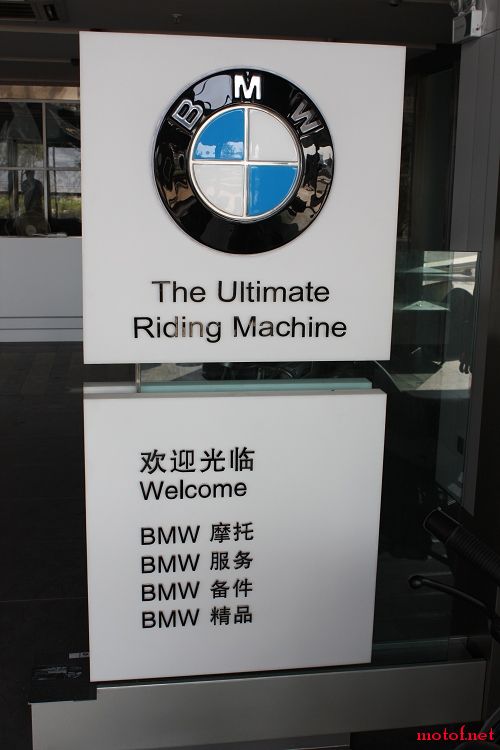 BMW
The Ultimate
Riding Machine
欢迎光临
Welcome
BMW 摩托
BMW 服务
BMW 备件
BMW 精品
motof.net